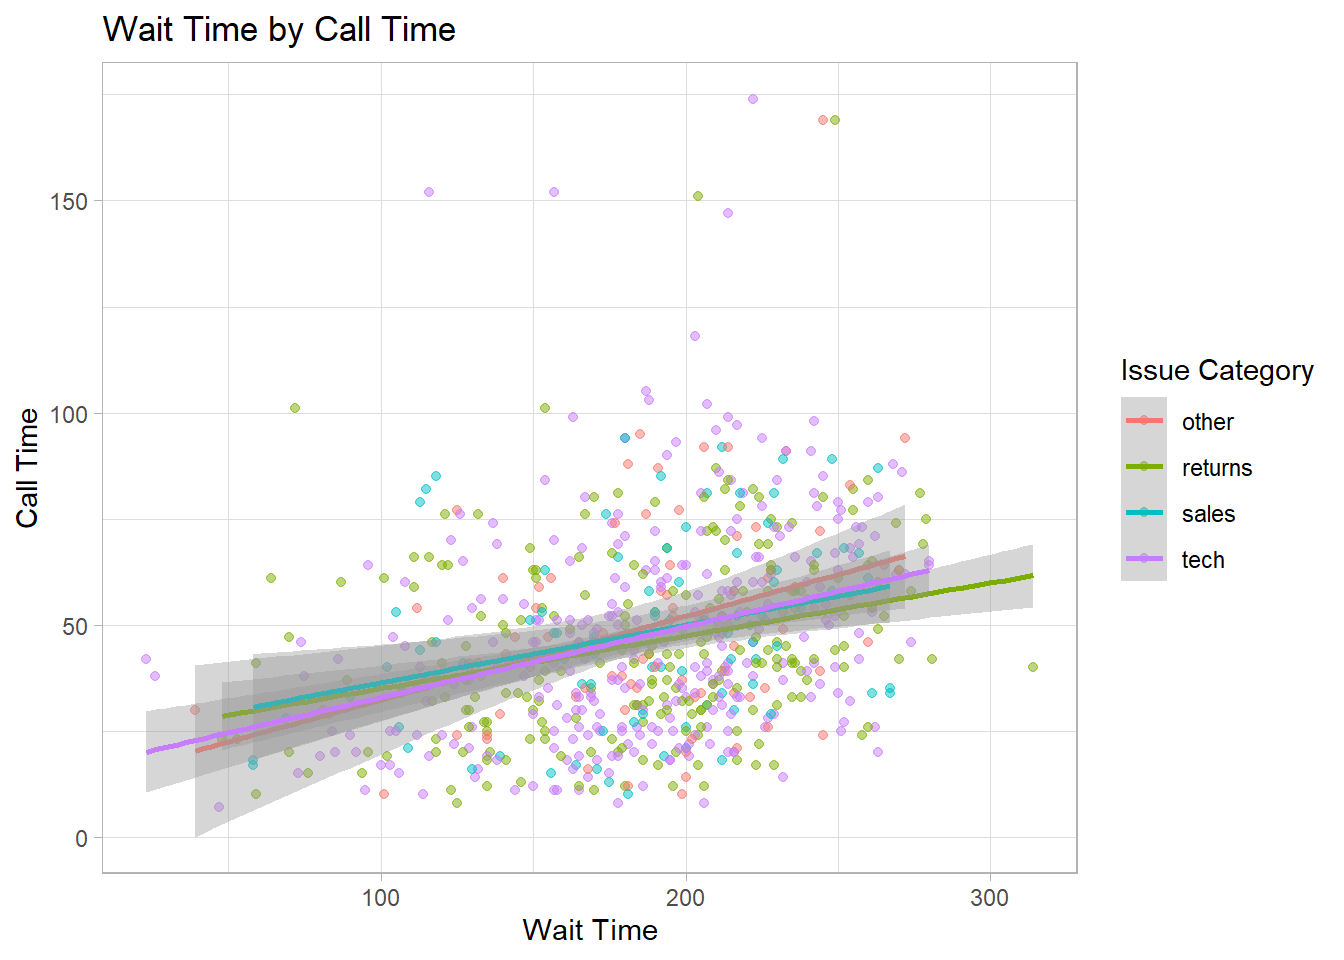 Wait Time by Call Time
150
100
50
0
Call Time
100
200
300
Wait Time
Issue Category
other
returns
sales
tech